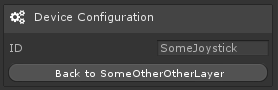 Device Configuration
ID SomeJoystick
Back to SomeOtherOtherLayer